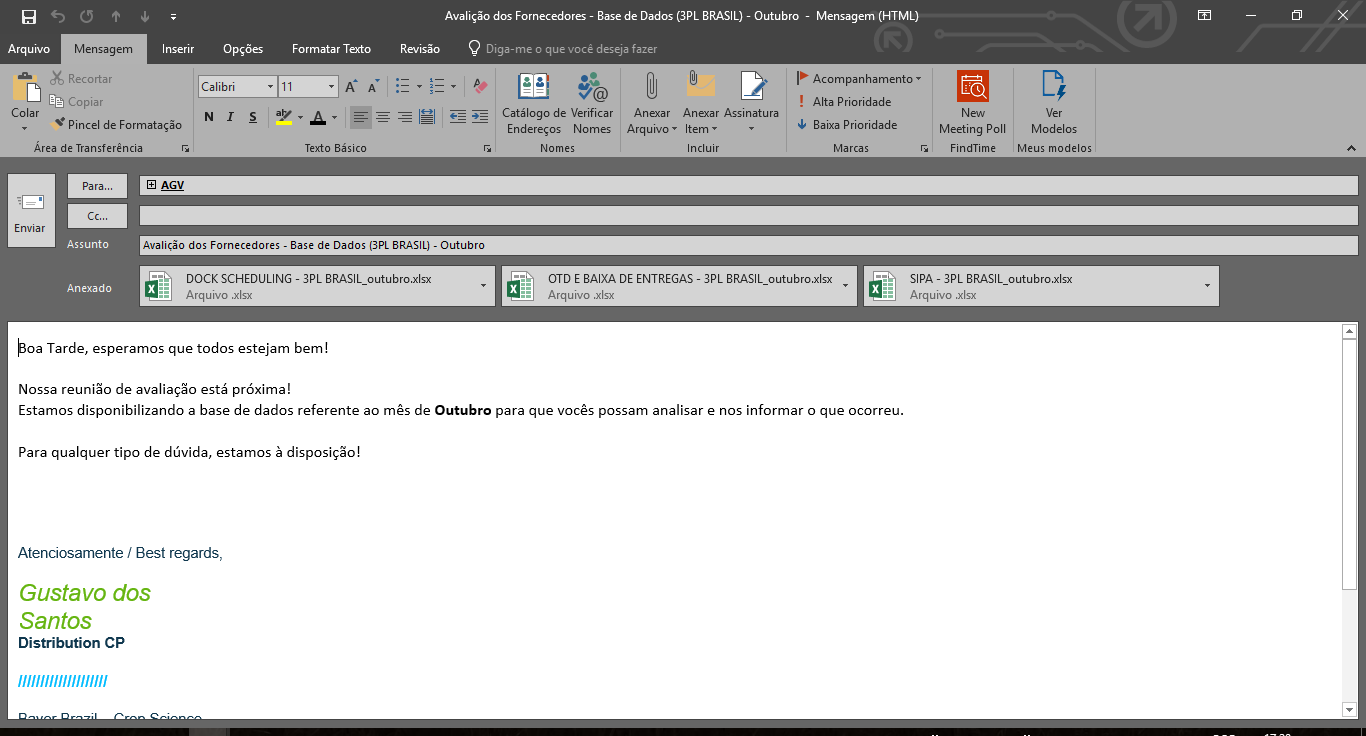 Avalição dos Fornecedores - Base de Dados (3PL BRASIL) - Outubro - Mensagem (HTML)
Arquivo Mensagem Inserir Opções Formatar Texto Revisão Diga-me o que você deseja fazer
Colar
Recortar
Copiar
Pincel de Formatação
Área de Transferência
Calibri 11
N I S
Texto Básico
Catálogo de Endereços
Verificar Nomes
Nomes
Anexar Arquivo
Anexar Item
Assinatura
Incluir
Acompanhamento
Alta Prioridade
Baixa Prioridade
Marcas
New Meeting Poll
FindTime
Ver Modelos
Meus modelos
Enviar
Para... AGV
Cc...
Assunto Avalição dos Fornecedores - Base de Dados (3PL BRASIL) - Outubro
Anexado
DOCK SCHEDULING - 3PL BRASIL_outubro.xlsx
Arquivo .xlsx
OTD E BAIXA DE ENTREGAS - 3PL BRASIL_outubro.xlsx
Arquivo .xlsx
SIPA - 3PL BRASIL_outubro.xlsx
Arquivo .xlsx
Boa Tarde, esperamos que todos estejam bem!
Nossa reunião de avaliação está próxima!
Estamos disponibilizando a base de dados referente ao mês de Outubro para que vocês possam analisar e nos informar o que ocorreu.
Para qualquer tipo de dúvida, estamos à disposição!
Atenciosamente / Best regards,
Gustavo dos
Santos
Distribution CP
////////////////////
Bayer Brazil – Crop Science